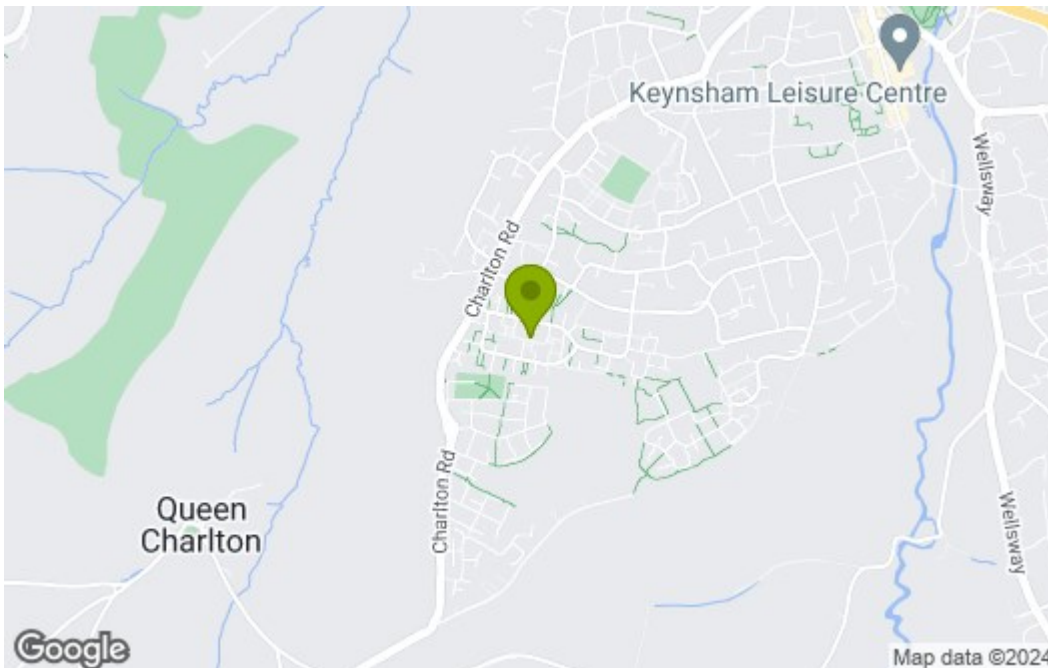 Keynsham Leisure Centre
Wellsway
Charlton Rd
Charlton Rd
Queen
Charlton
Wellsway
Google
Map data ©2024